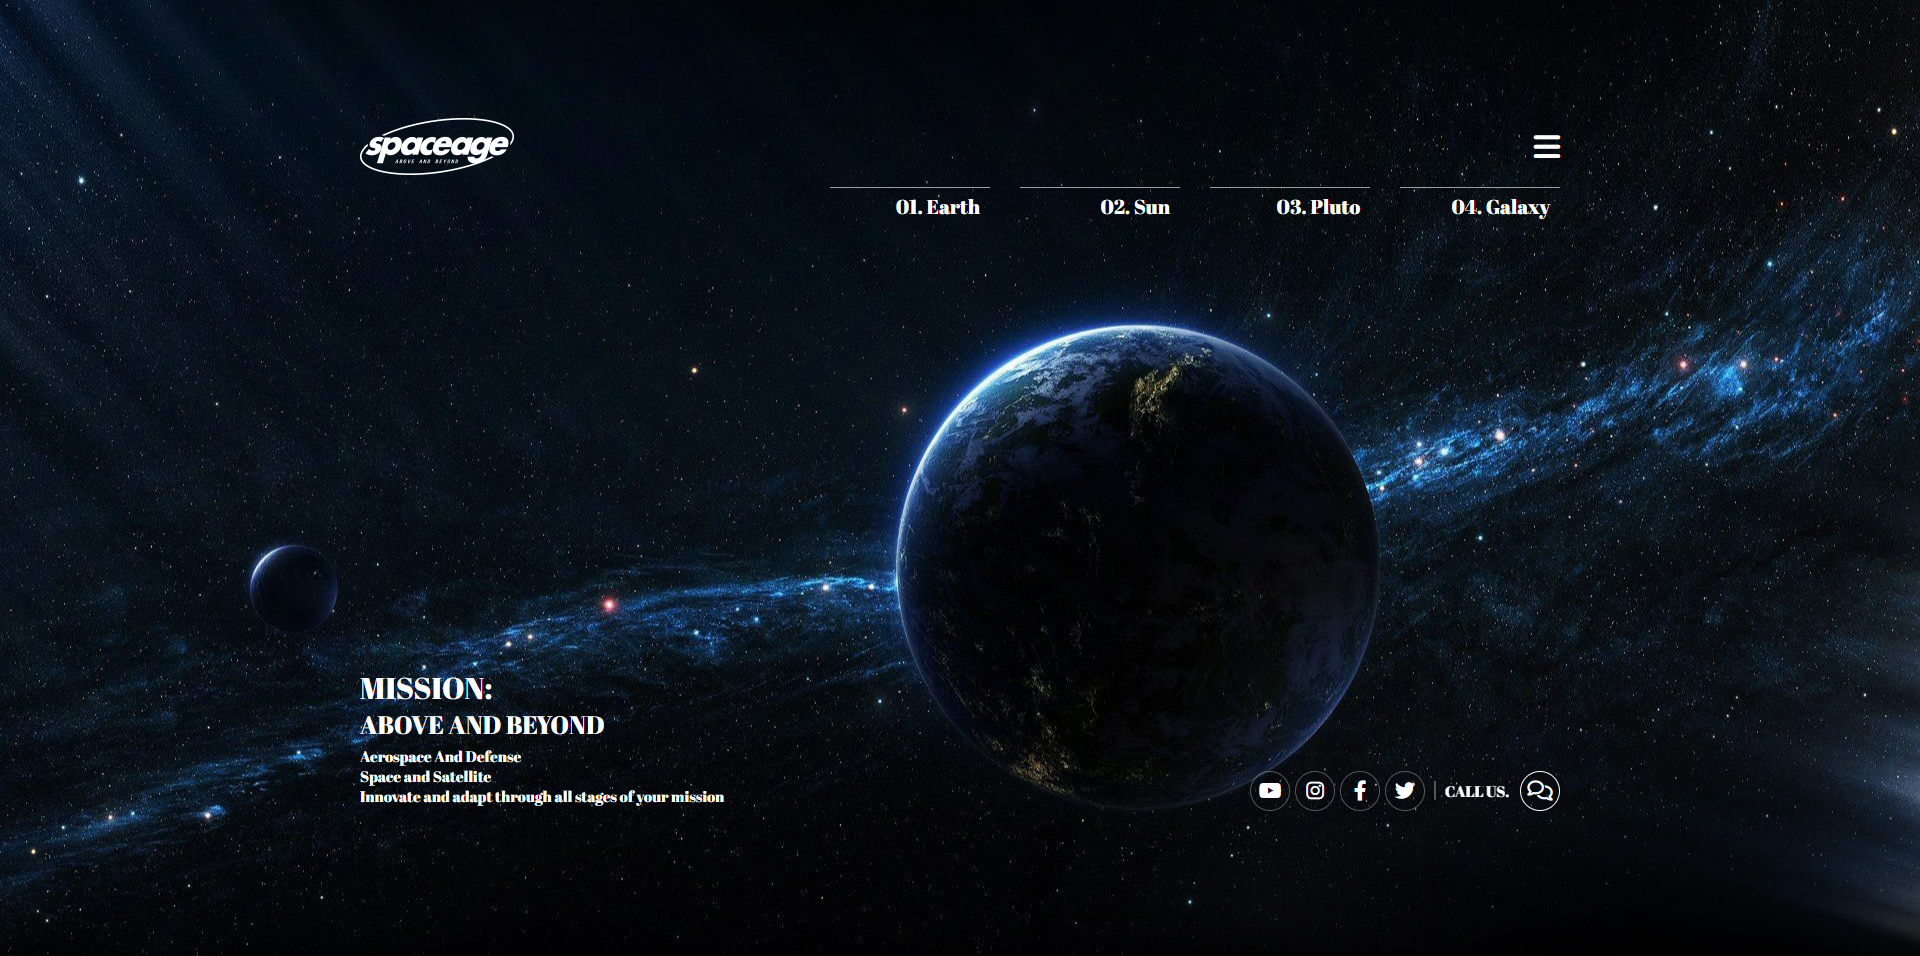 spaceage
ABOVE AND BEYOND
01. Earth
02. Sun
03. Pluto
04. Galaxy
MISSION:
ABOVE AND BEYOND
Aerospace And Defense
Space and Satellite
Innovate and adapt through all stages of your mission
CALL US.